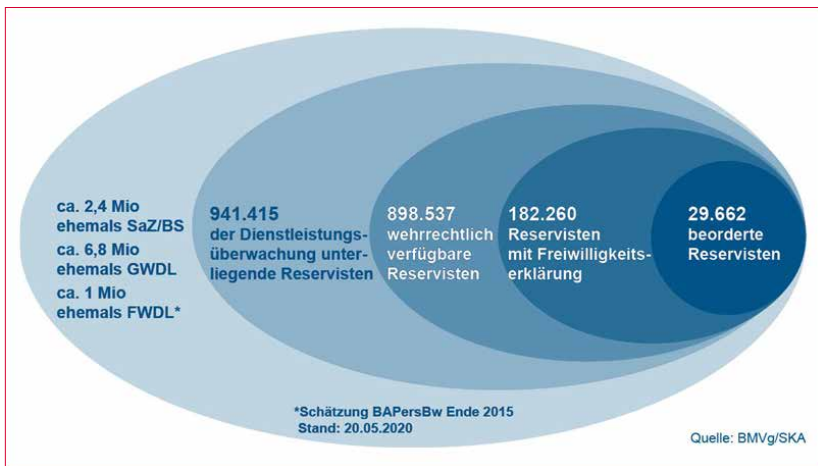 ca. 2,4 Mio
ehemals SaZ/BS
ca. 6,8 Mio
ehemals GWDL
ca. 1 Mio
ehemals FWDL*
941.415
der Dienstleistungs-
überwachung unter-
liegende Reservisten
898.537
wehrrechtlich
verfügbare
Reservisten
182.260
Reservisten
mit Freiwilligkeits-
erklärung
29.662
beorderte
Reservisten
*Schätzung BAPersBw Ende 2015
Stand: 20.05.2020
Quelle: BMVg/SKA